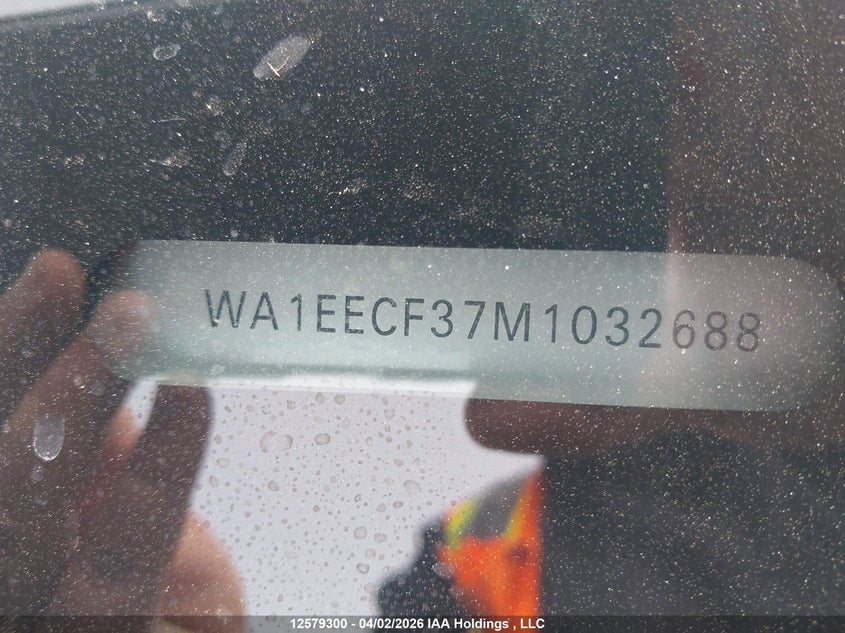 WA1EECF37M1032688
12579300 - 04/02/2026 IAA Holdings , LLC